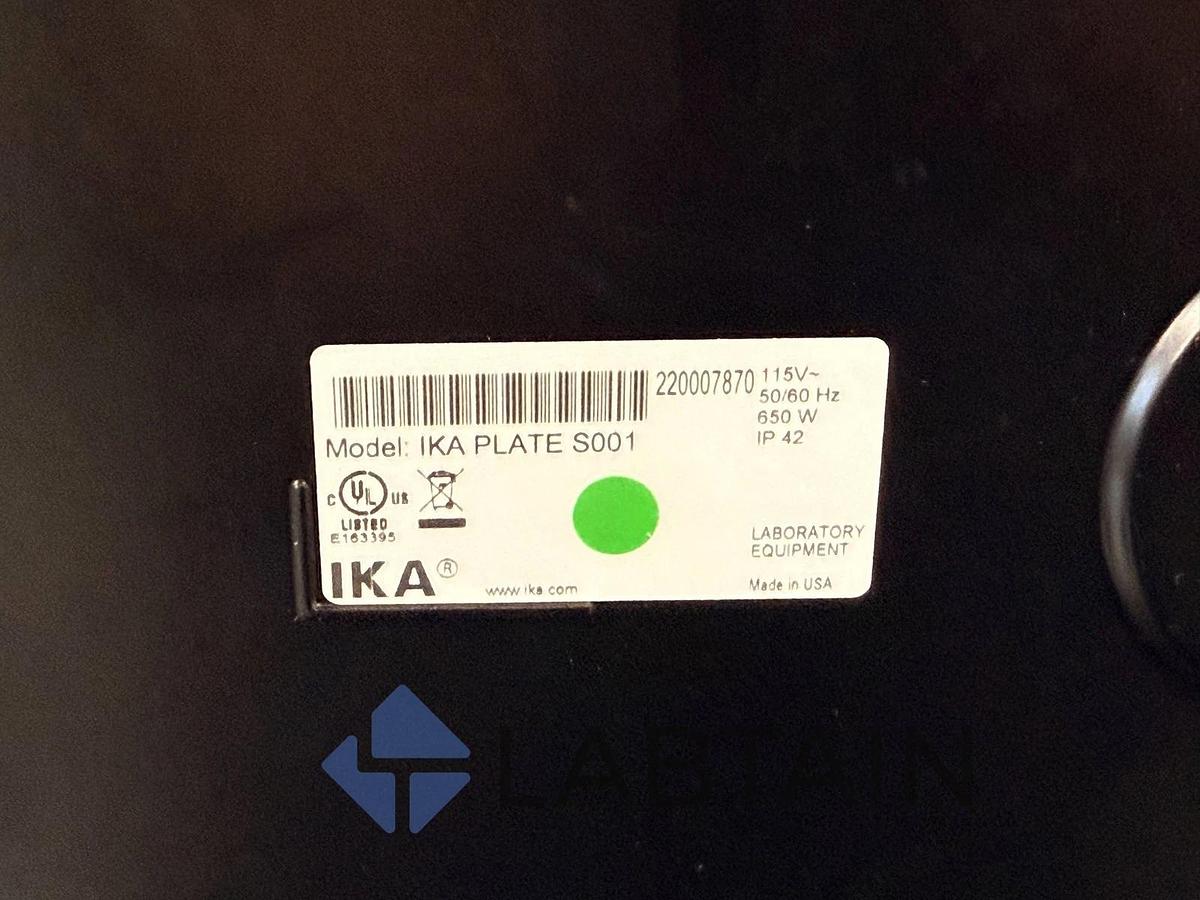 220007870
115V~
50/60 Hz
650 W
IP 42
Model: IKA PLATE S001
C UL US
LISTED
E163395
LABORATORY
EQUIPMENT
IKA®
www.ika.com
Made in USA
LABTAIN